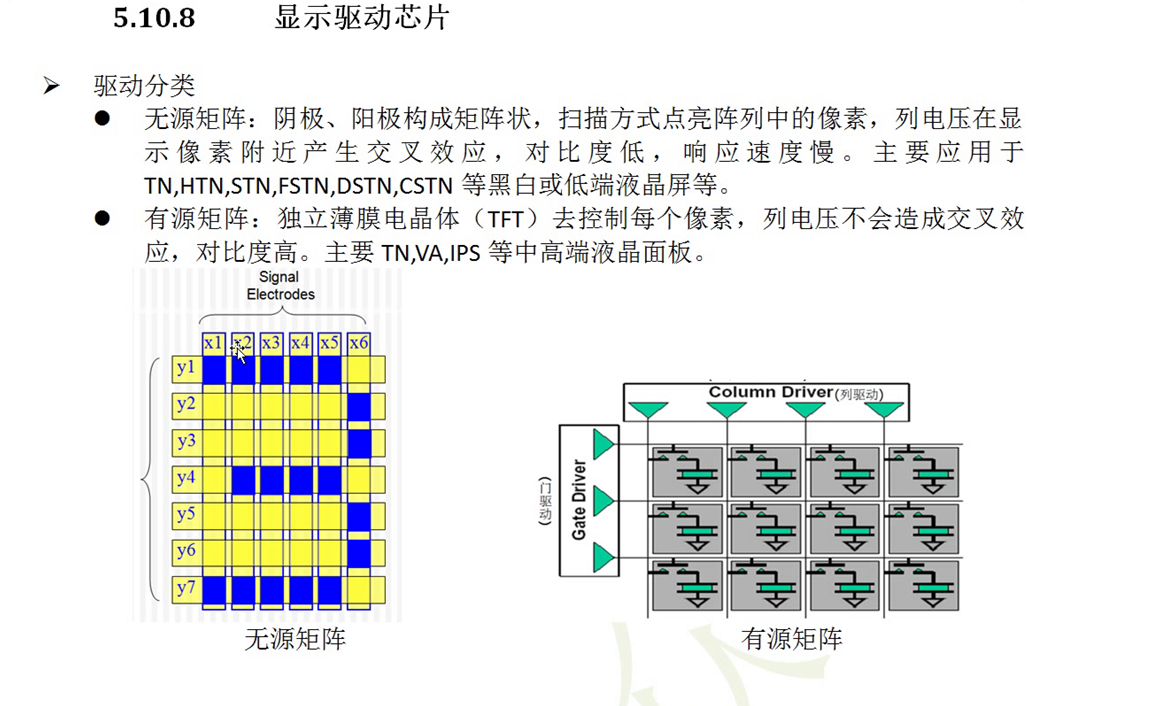 5.10.8 显示驱动芯片
➢ 驱动分类
● 无源矩阵：阴极、阳极构成矩阵状，扫描方式点亮阵列中的像素，列电压在显
示像素附近产生交叉效应，对比度低，响应速度慢。主要应用于
TN,HTN,STN,FSTN,DSTN,CSTN 等黑白或低端液晶屏等。
● 有源矩阵：独立薄膜电晶体（TFT）去控制每个像素，列电压不会造成交叉效
应，对比度高。主要 TN,VA,IPS 等中高端液晶面板。
Signal
Electrodes
x1 x2 x3 x4 x5 x6
y1
y2
y3
y4
y5
y6
y7
无源矩阵
Column Driver(列驱动)
Gate Driver
(门驱动)
有源矩阵